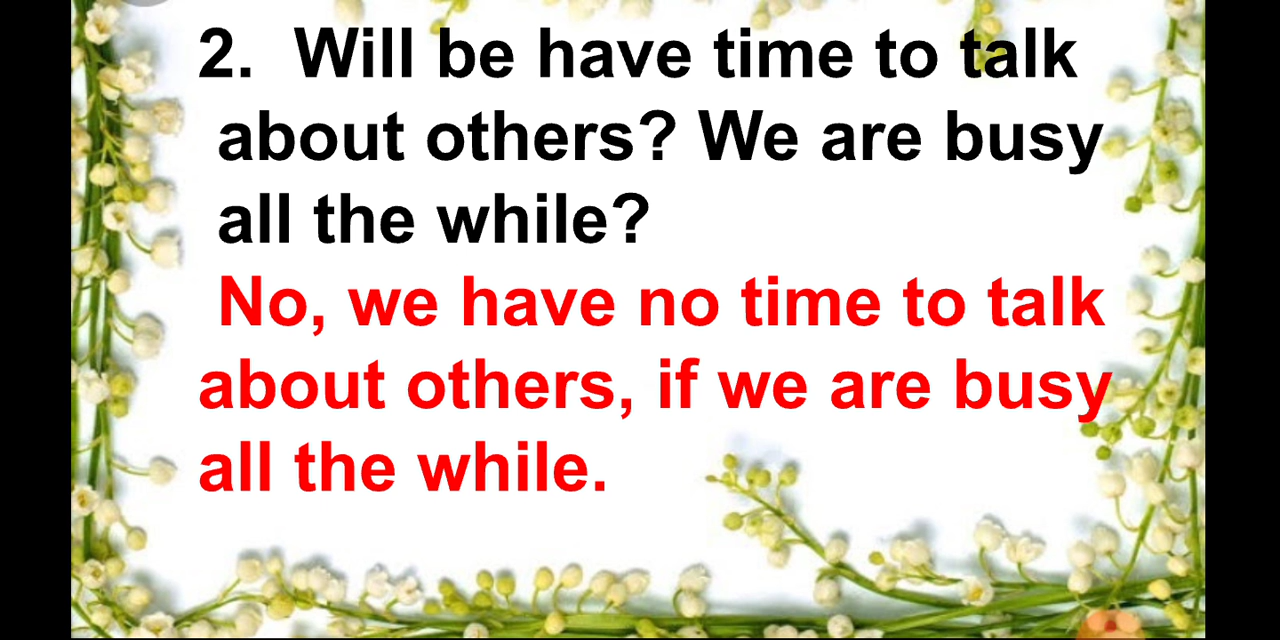 2. Will be have time to talk
about others? We are busy
all the while?
No, we have no time to talk
about others, if we are busy
all the while.